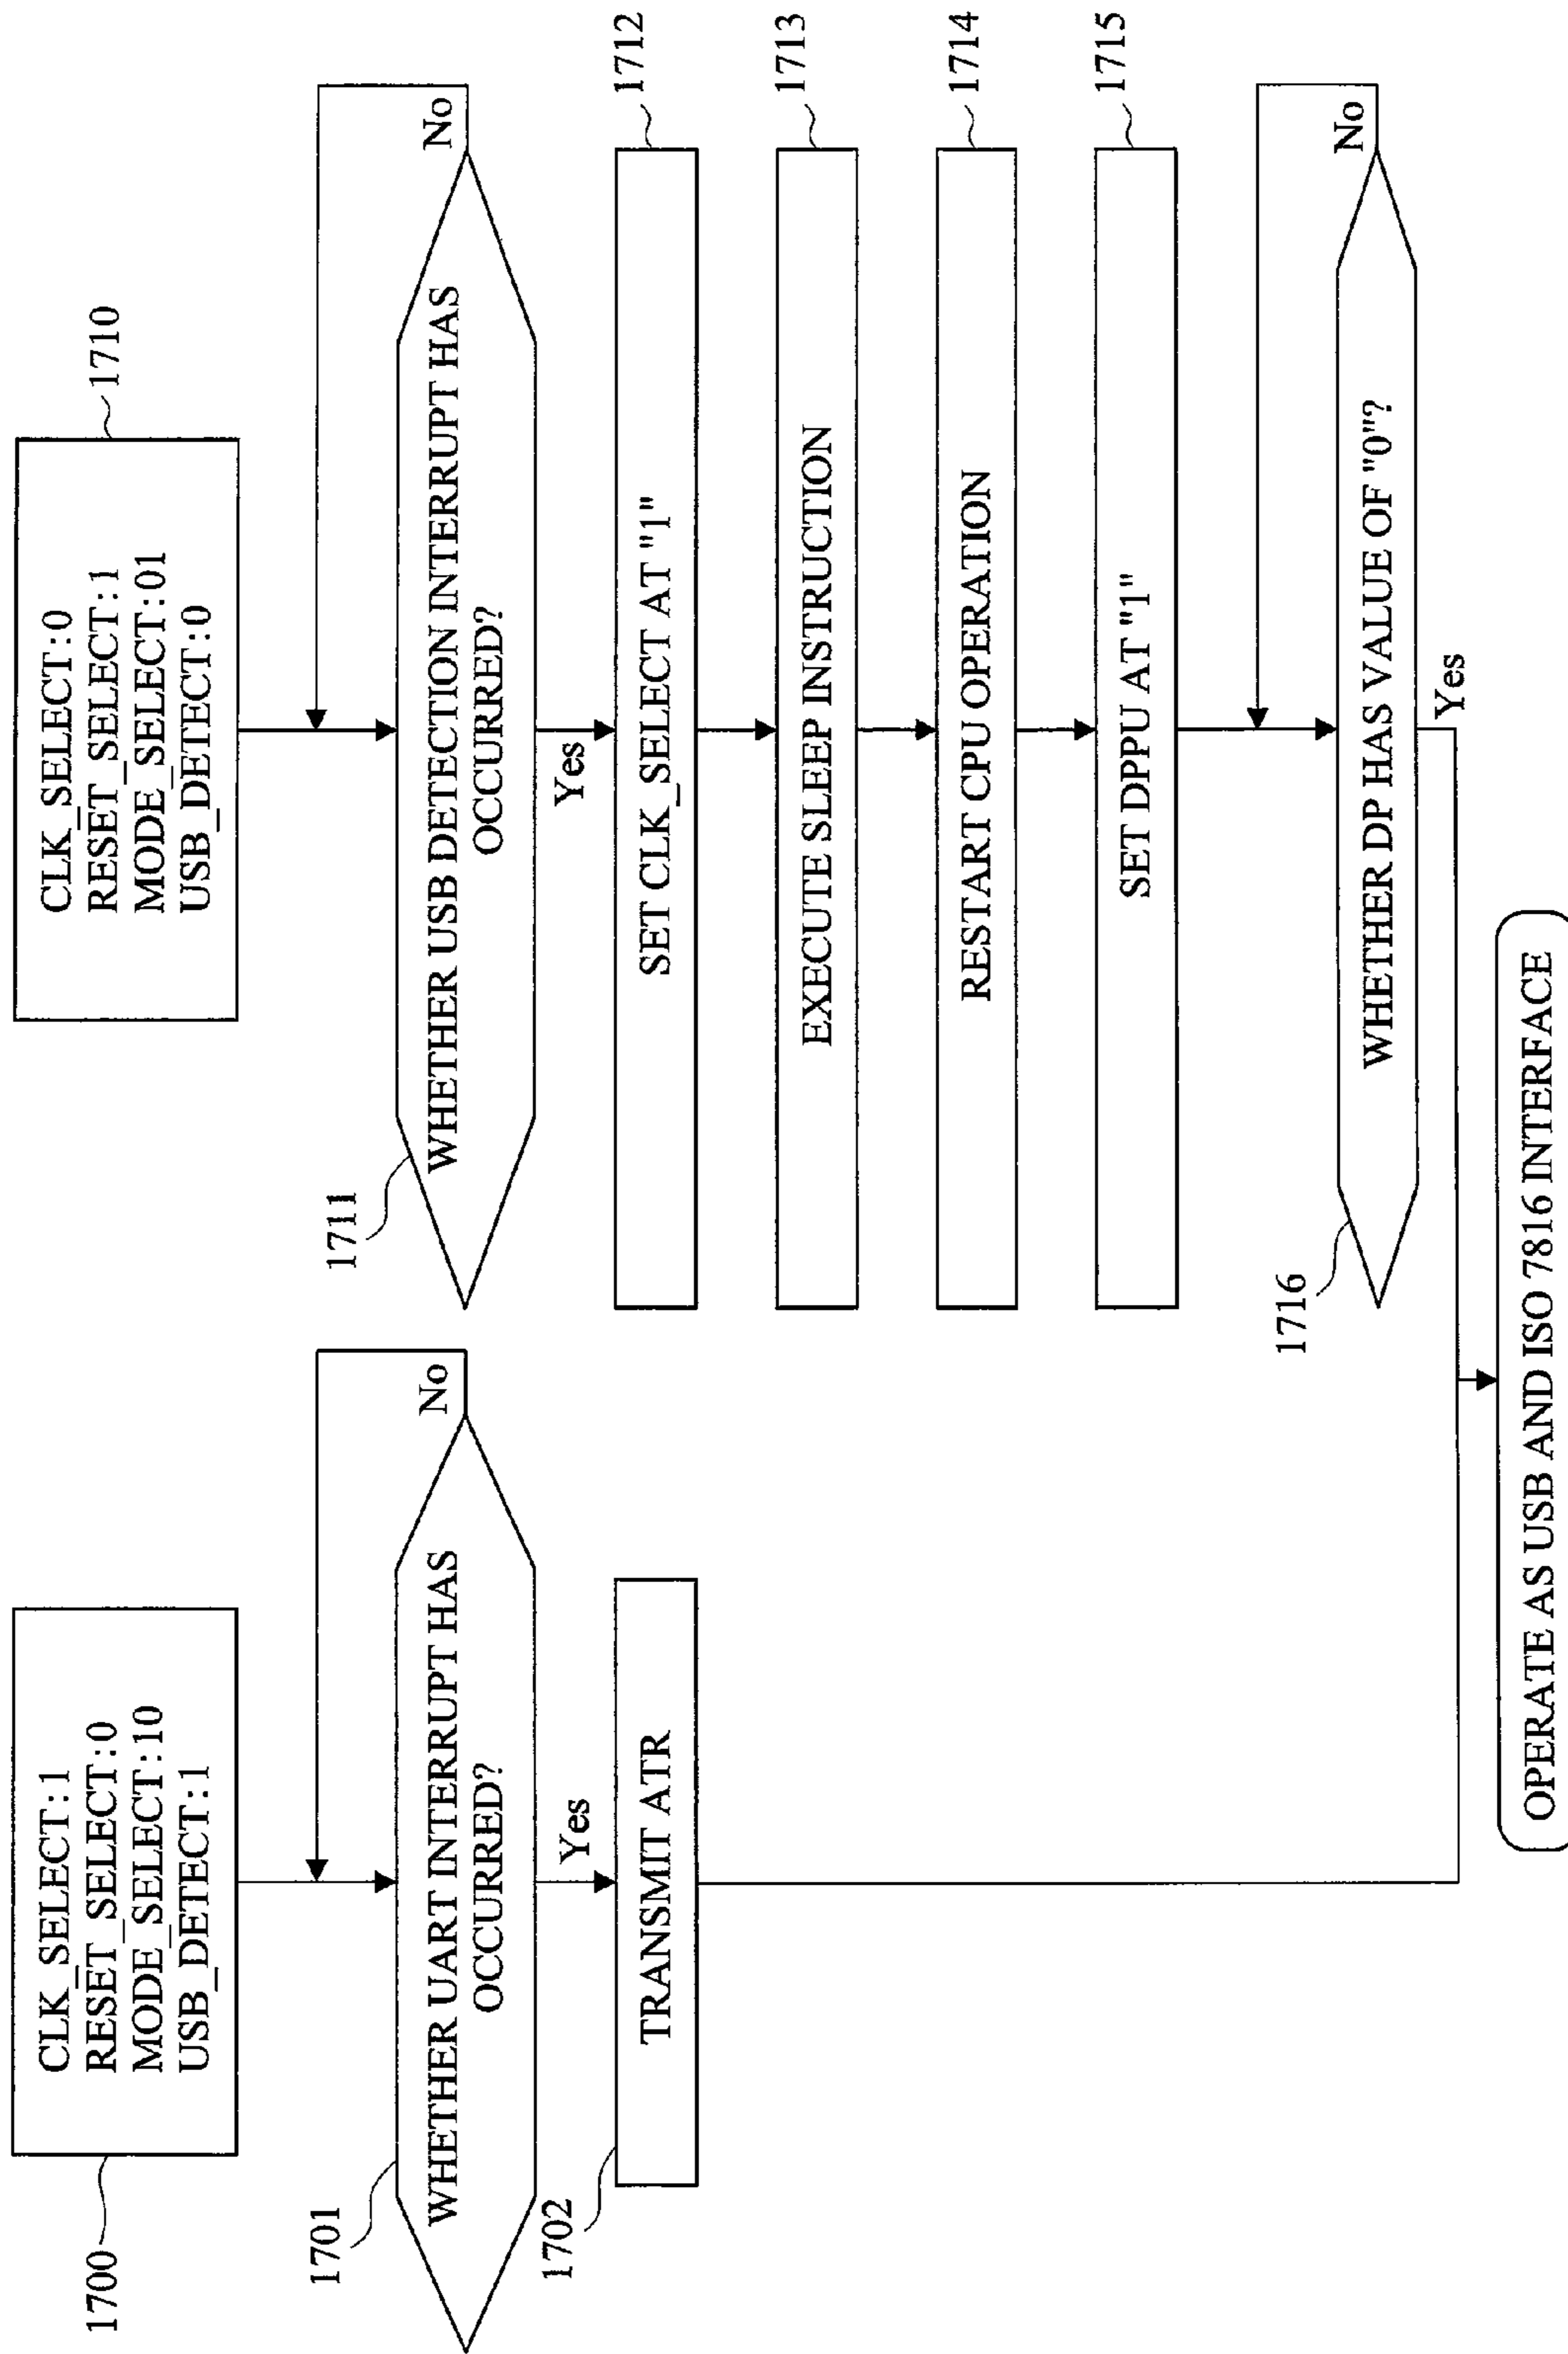 1700
CLK_SELECT:1
RESET_SELECT:0
MODE_SELECT:10
USB_DETECT:1
1701
WHETHER UART INTERRUPT HAS
OCCURRED?
No
Yes
1702
TRANSMIT ATR
1710
CLK_SELECT:0
RESET_SELECT:1
MODE_SELECT:01
USB_DETECT:0
1711
WHETHER USB DETECTION INTERRUPT HAS
OCCURRED?
No
Yes
SET CLK_SELECT AT "1"
1712
EXECUTE SLEEP INSTRUCTION
1713
RESTART CPU OPERATION
1714
SET DPPU AT "1"
1715
1716
WHETHER DP HAS VALUE OF "0"?
No
Yes
OPERATE AS USB AND ISO 7816 INTERFACE